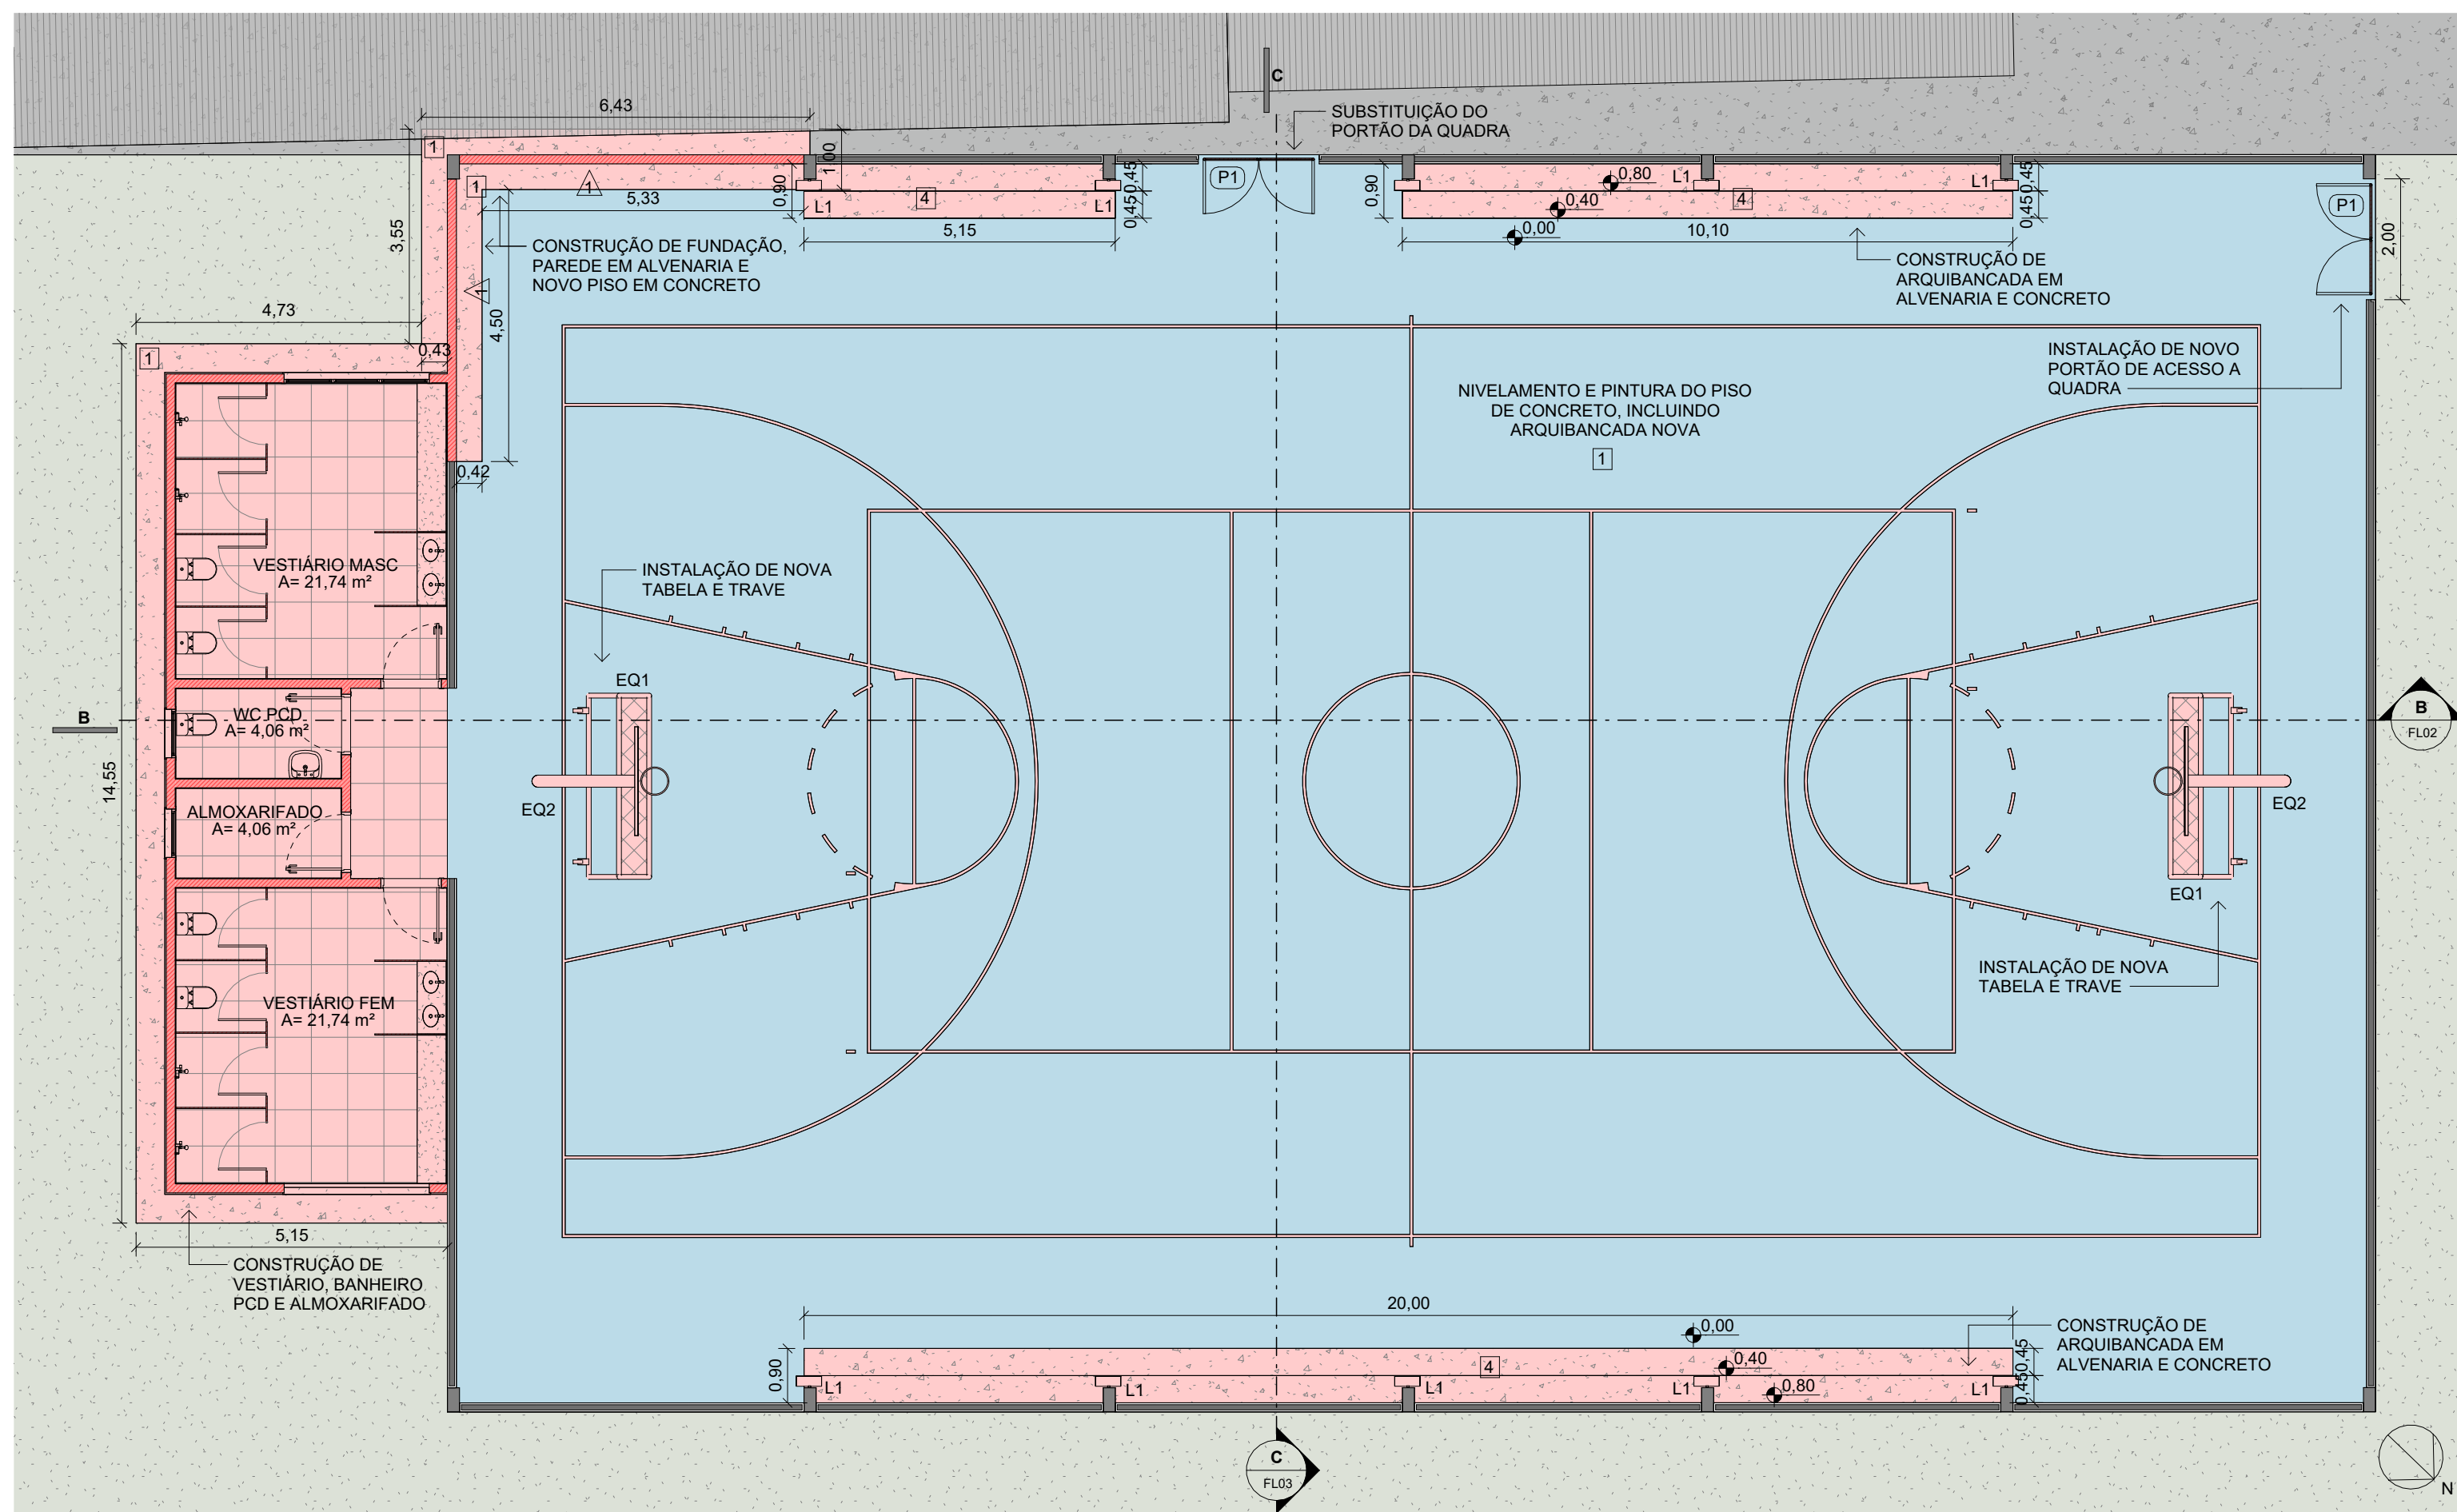 C
6,43
SUBSTITUIÇÃO DO
PORTÃO DA QUADRA
1
1,00
1
1
0,90
0,45
P1
0,90
0,80
L1
L1
0,45
P1
5,33
L1
4
L1
0,45
0,40
4
0,45
3,55
5,15
0,00
10,10
2,00
CONSTRUÇÃO DE FUNDAÇÃO,
PAREDE EM ALVENARIA E
NOVO PISO EM CONCRETO
CONSTRUÇÃO DE
ARQUIBANCADA EM
ALVENARIA E CONCRETO
1
4,73
4,50
1
0,43
INSTALAÇÃO DE NOVO
PORTÃO DE ACESSO A
QUADRA
NIVELAMENTO E PINTURA DO PISO
DE CONCRETO, INCLUINDO
ARQUIBANCADA NOVA
1
0,42
VESTIÁRIO MASC
A= 21,74 m²
INSTALAÇÃO DE NOVA
TABELA E TRAVE
EQ1
B
WC PCD
A= 4,06 m²
B
FL02
14,55
ALMOXARIFADO
A= 4,06 m²
EQ2
EQ2
EQ1
VESTIÁRIO FEM
A= 21,74 m²
INSTALAÇÃO DE NOVA
TABELA E TRAVE
5,15
CONSTRUÇÃO DE
VESTIÁRIO, BANHEIRO
PCD E ALMOXARIFADO
20,00
0,00
CONSTRUÇÃO DE
ARQUIBANCADA EM
ALVENARIA E CONCRETO
0,90
4
0,40
0,45
L1
L1
L1
L1
0,80
L1
0,45
C
FL03
N